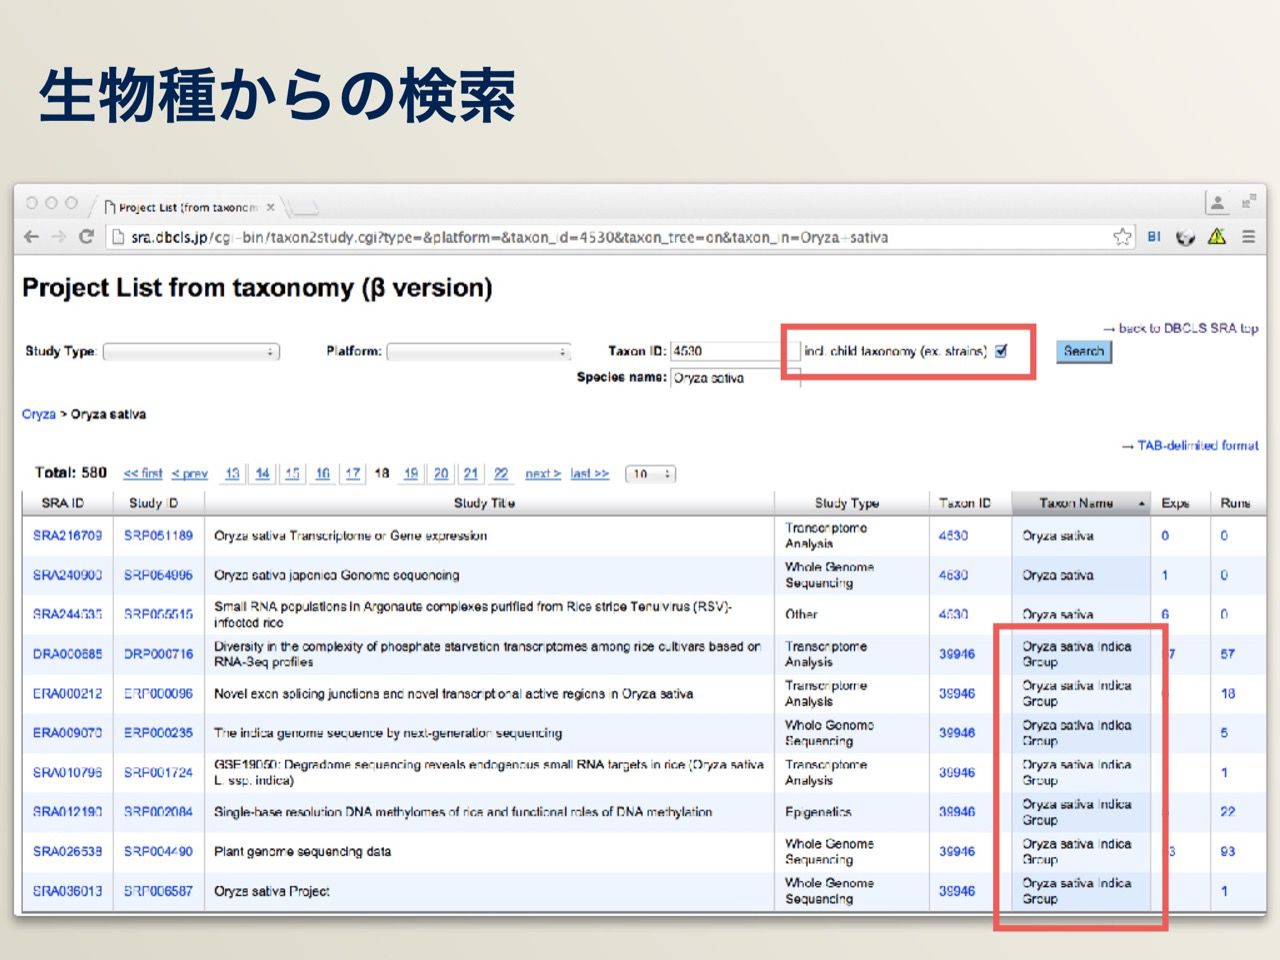 生物種からの検索
Project List (from taxonom
sra.dbcls.jp/cgi-bin/taxon2study.cgi?type=&platform=&taxon_id=4530&taxon_tree=on&taxon_in=Oryza+sativa
B!
Project List from taxonomy (β version)
→ back to DBCLS SRA top
Study Type: Platform: Taxon ID: 4530 incl. child taxonomy (ex. strains) Search
Species name: Oryza sativa
Oryza > Oryza sativa
→ TAB-delimited format
Total: 580 << first < prev 13 14 15 16 17 18 19 20 21 22 next > last >> 10
SRA ID Study ID Study Title Study Type Taxon ID Taxon Name Exps Runs
SRA216709 SRP051189 Oryza sativa Transcriptome or Gene expression Transcriptome Analysis 4530 Oryza sativa 0 0
SRA240900 SRP054995 Oryza sativa japonica Genome sequencing Whole Genome Sequencing 4530 Oryza sativa 1 0
SRA244535 SRP055515 Small RNA populations in Argonaute complexes purified from Rice stripe Tenuivirus (RSV)-infected rice Other 4530 Oryza sativa 6 0
DRA000685 DRP000716 Diversity in the complexity of phosphate starvation transcriptomes among rice cultivars based on RNA-Seq profiles Transcriptome Analysis 39946 Oryza sativa Indica Group 7 57
ERA000212 ERP000096 Novel exon splicing junctions and novel transcriptional active regions in Oryza sativa Transcriptome Analysis 39946 Oryza sativa Indica Group 18
ERA009070 ERP000235 The indica genome sequence by next-generation sequencing Whole Genome Sequencing 39946 Oryza sativa Indica Group 5
SRA010796 SRP001724 GSE19050: Degradome sequencing reveals endogenous small RNA targets in rice (Oryza sativa L. ssp. indica) Transcriptome Analysis 39946 Oryza sativa Indica Group 1
SRA012190 SRP002084 Single-base resolution DNA methylomes of rice and functional roles of DNA methylation Epigenetics 39946 Oryza sativa Indica Group 22
SRA026538 SRP004490 Plant genome sequencing data Whole Genome Sequencing 39946 Oryza sativa Indica Group 3 93
SRA036013 SRP006587 Oryza sativa Project Whole Genome Sequencing 39946 Oryza sativa Indica Group 1